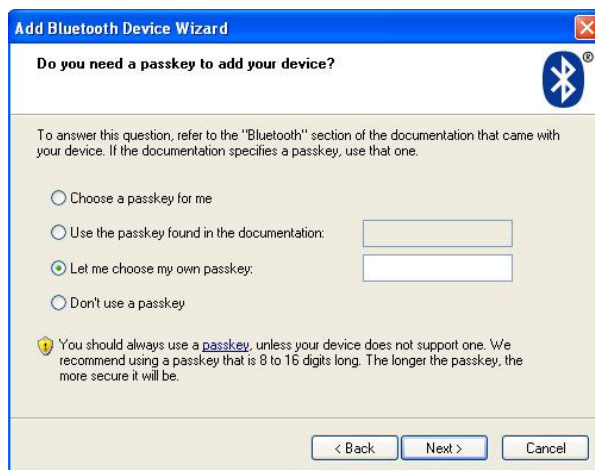 Add Bluetooth Device Wizard
Do you need a passkey to add your device?
®
To answer this question, refer to the "Bluetooth" section of the documentation that came with
your device. If the documentation specifies a passkey, use that one.
Choose a passkey for me
Use the passkey found in the documentation:
Let me choose my own passkey:
Don't use a passkey
You should always use a passkey, unless your device does not support one. We
recommend using a passkey that is 8 to 16 digits long. The longer the passkey, the
more secure it will be.
< Back Next > Cancel